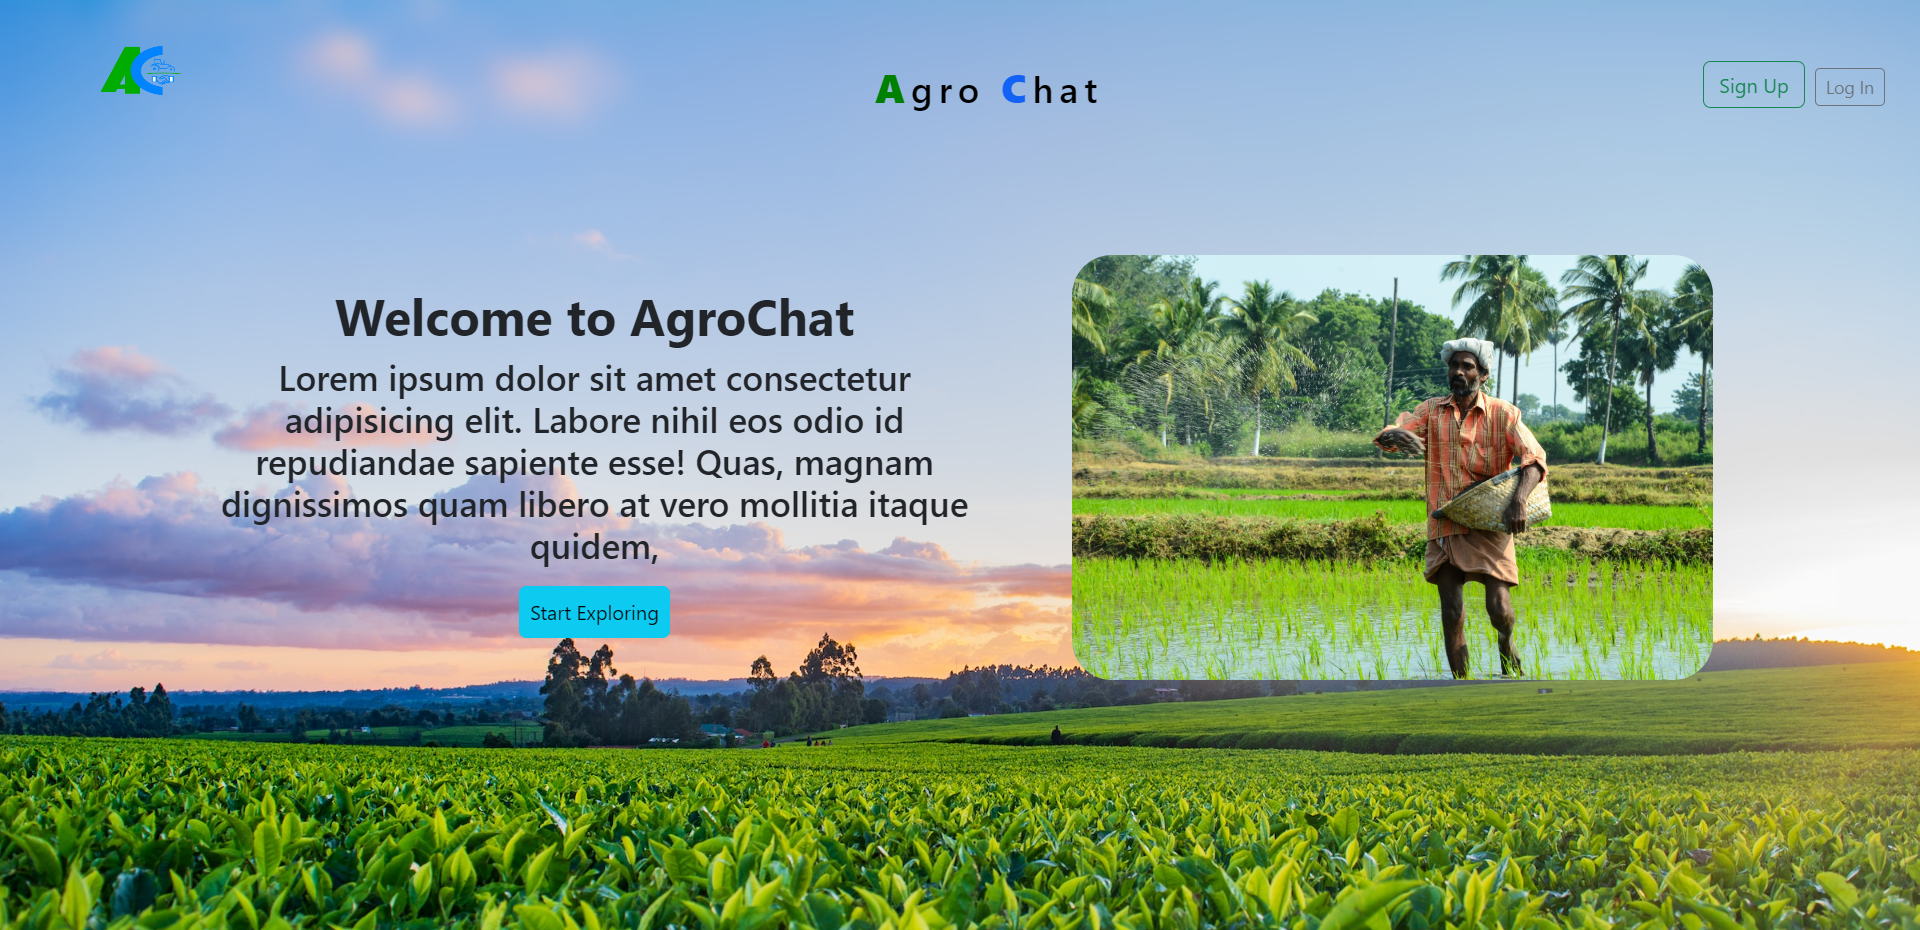 AC
Agro Chat
Sign Up
Log In
Welcome to AgroChat
Lorem ipsum dolor sit amet consectetur
adipisicing elit. Labore nihil eos odio id
repudiandae sapiente esse! Quas, magnam
dignissimos quam libero at vero mollitia itaque
quidem,
Start Exploring